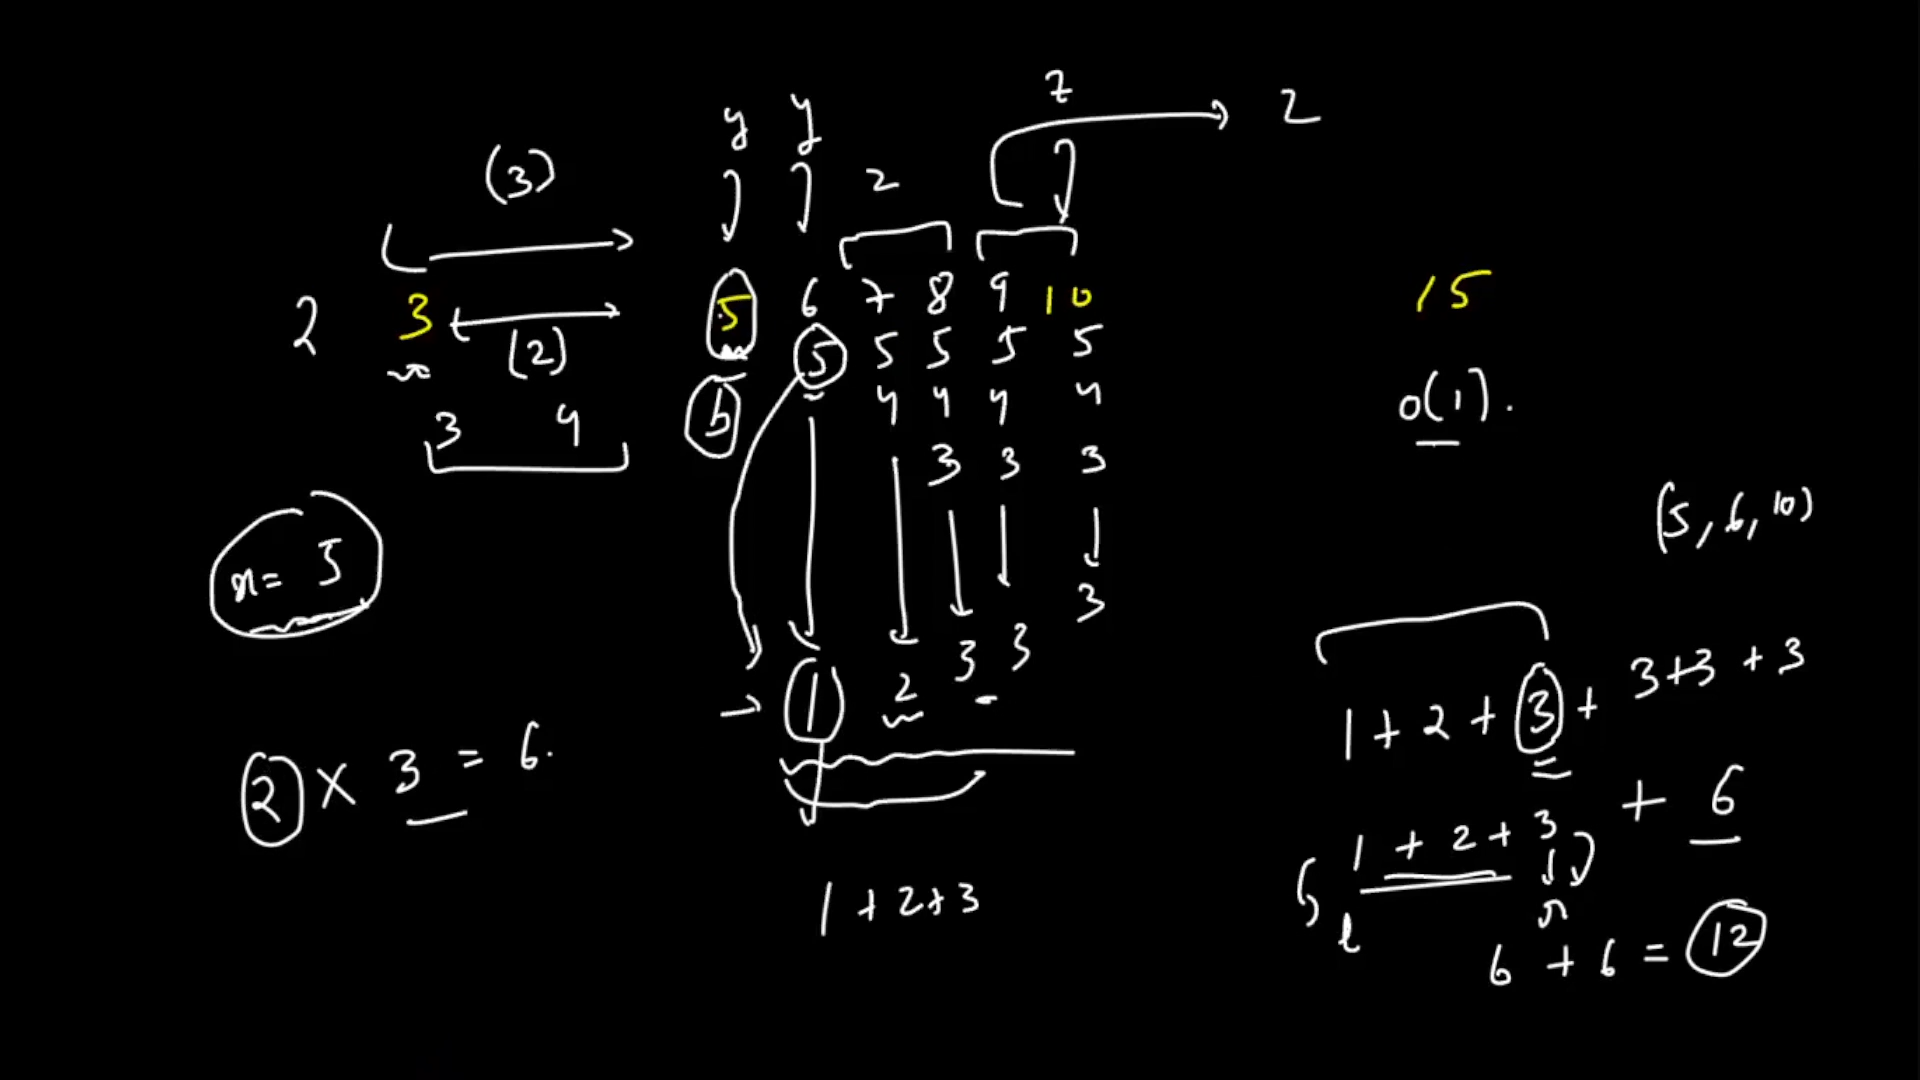 z
y y 2
(3) 2
2 3 5 6 7 8 9 10 15
(2) 5 5 5 5 5
3 4 5 4 4 4 4 0(1).
3 3 3
(5, 6, 10)
n= 5
3
3 3
1 2
1 + 2 + 3 + 3+3 + 3
2 x 3 = 6.
1 + 2 + 3 + 6
1 + 2+ 3
l r
6 + 6 = 12